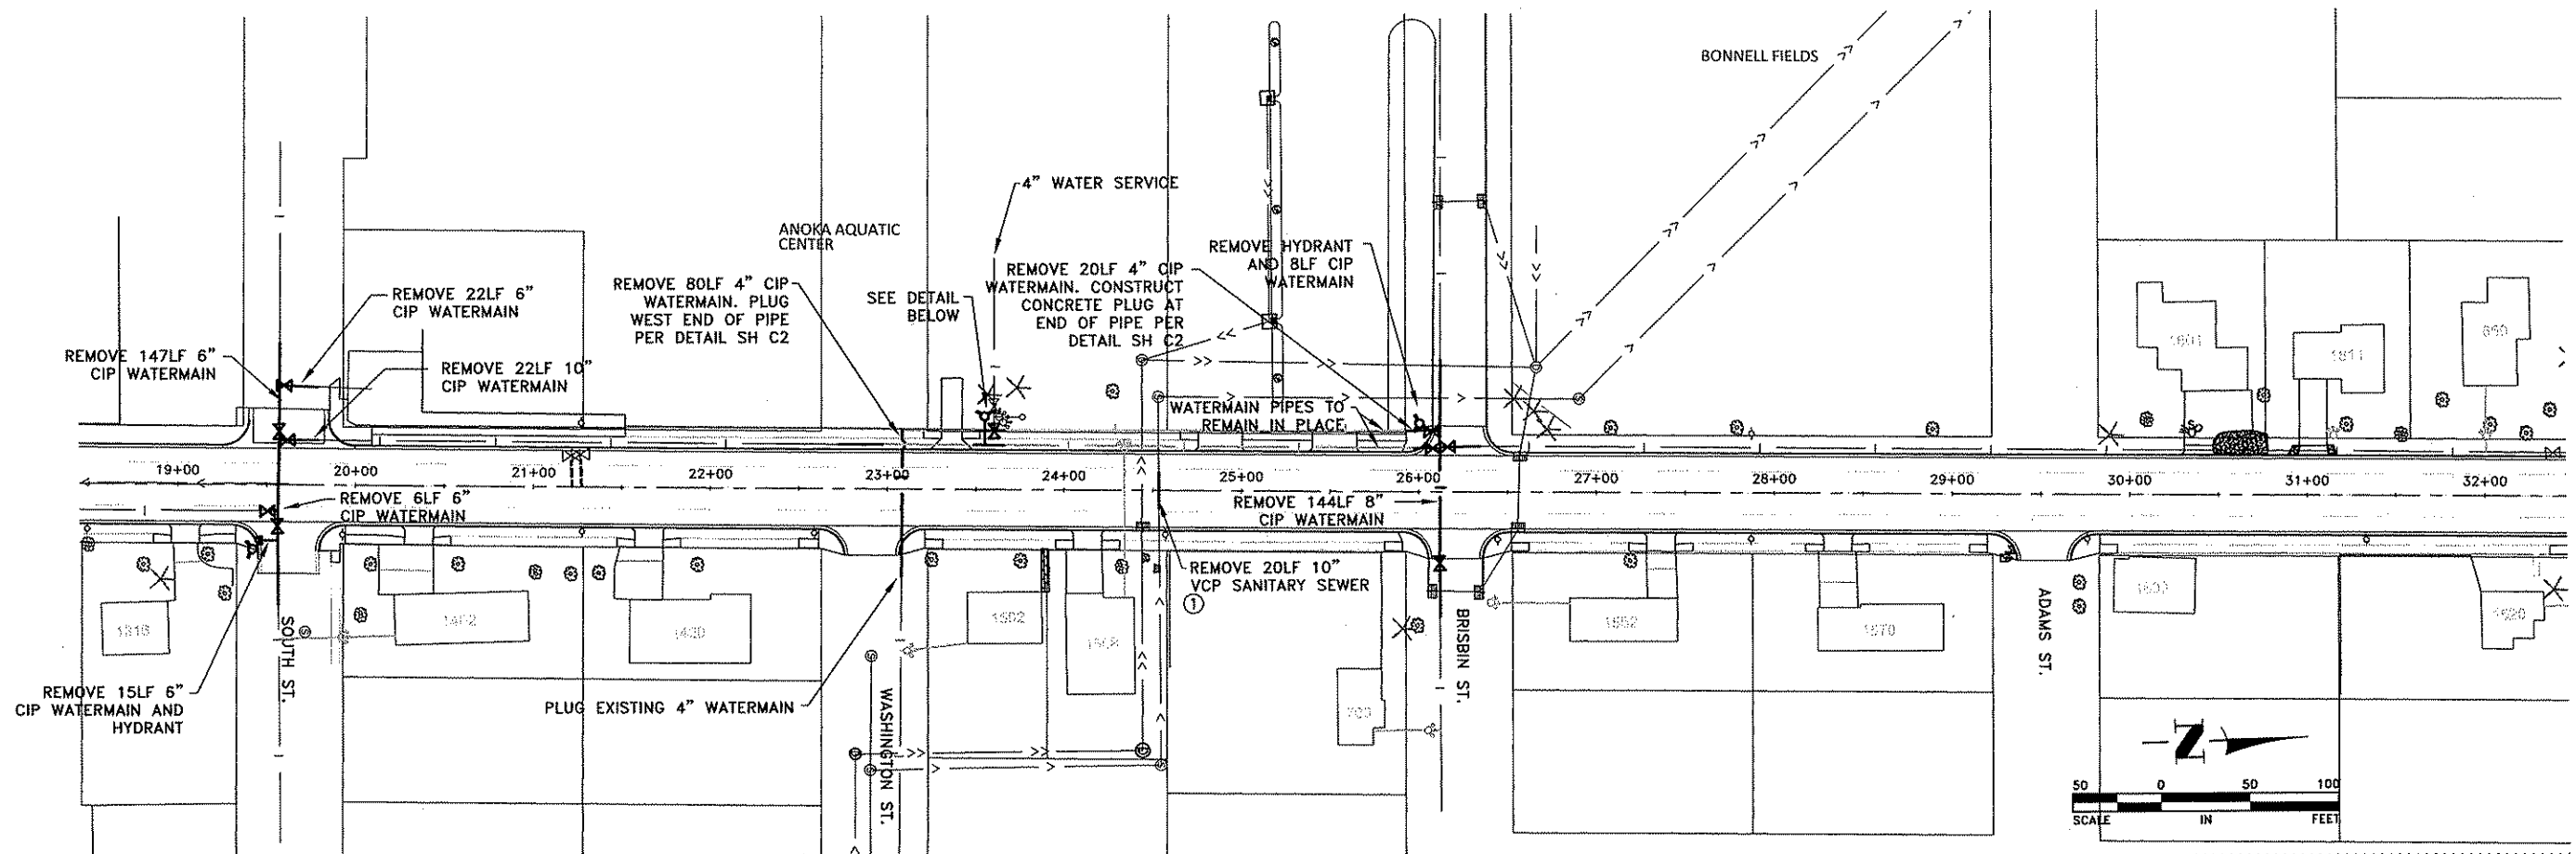 BONNELL FIELDS
4" WATER SERVICE
ANOKA AQUATIC
CENTER
REMOVE HYDRANT
AND 8LF CIP
WATERMAIN
REMOVE 20LF 4" CIP
WATERMAIN. CONSTRUCT
CONCRETE PLUG AT
END OF PIPE PER
DETAIL SH C2
REMOVE 80LF 4" CIP
WATERMAIN. PLUG
WEST END OF PIPE
PER DETAIL SH C2
SEE DETAIL
BELOW
REMOVE 22LF 6"
CIP WATERMAIN
REMOVE 147LF 6"
CIP WATERMAIN
REMOVE 22LF 10"
CIP WATERMAIN
WATERMAIN PIPES TO
REMAIN IN PLACE
19+00
20+00
21+00
22+00
23+00
24+00
25+00
26+00
27+00
28+00
29+00
30+00
31+00
32+00
REMOVE 6LF 6"
CIP WATERMAIN
REMOVE 144LF 8"
CIP WATERMAIN
REMOVE 20LF 10"
VCP SANITARY SEWER
1
1502
1652
1670
SOUTH ST.
WASHINGTON ST.
BRISBIN ST.
ADAMS ST.
REMOVE 15LF 6"
CIP WATERMAIN AND
HYDRANT
PLUG EXISTING 4" WATERMAIN
N
50 0 50 100
SCALE IN FEET